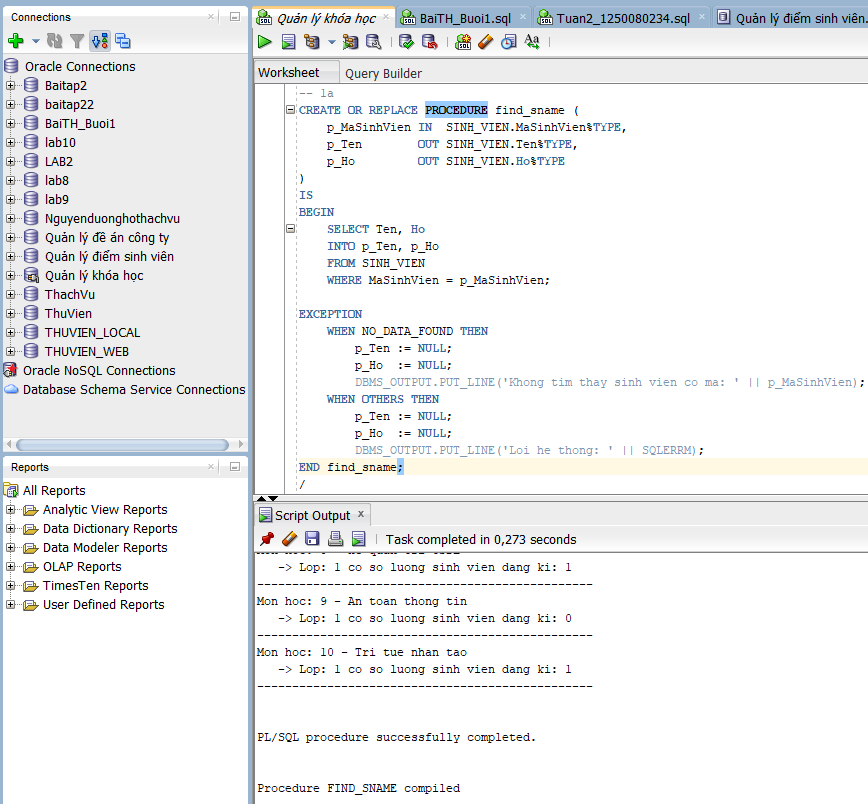 Connections
Oracle Connections
Baitap2
baitap22
BaiTH_Buoi1
lab10
LAB2
lab8
lab9
Nguyenduonghothachvu
Quản lý đề án công ty
Quản lý điểm sinh viên
Quản lý khóa học
ThachVu
ThuVien
THUVIEN_LOCAL
THUVIEN_WEB
Oracle NoSQL Connections
Database Schema Service Connections
Reports
All Reports
Analytic View Reports
Data Dictionary Reports
Data Modeler Reports
OLAP Reports
TimesTen Reports
User Defined Reports
Quản lý khóa học
BaiTH_Buoi1.sql
Tuan2_1250080234.sql
Quản lý điểm sinh viên.
Worksheet Query Builder
-- 1a
CREATE OR REPLACE PROCEDURE find_sname (
p_MaSinhVien IN SINH_VIEN.MaSinhVien%TYPE,
p_Ten OUT SINH_VIEN.Ten%TYPE,
p_Ho OUT SINH_VIEN.Ho%TYPE
)
IS
BEGIN
SELECT Ten, Ho
INTO p_Ten, p_Ho
FROM SINH_VIEN
WHERE MaSinhVien = p_MaSinhVien;
EXCEPTION
WHEN NO_DATA_FOUND THEN
p_Ten := NULL;
p_Ho := NULL;
DBMS_OUTPUT.PUT_LINE('Khong tim thay sinh vien co ma: ' || p_MaSinhVien);
WHEN OTHERS THEN
p_Ten := NULL;
p_Ho := NULL;
DBMS_OUTPUT.PUT_LINE('Loi he thong: ' || SQLERRM);
END find_sname;
/
Script Output
Task completed in 0,273 seconds
-> Lop: 1 co so luong sinh vien dang ki: 1
------------------------------------------------
Mon hoc: 9 - An toan thong tin
-> Lop: 1 co so luong sinh vien dang ki: 0
------------------------------------------------
Mon hoc: 10 - Tri tue nhan tao
-> Lop: 1 co so luong sinh vien dang ki: 1
------------------------------------------------
PL/SQL procedure successfully completed.
Procedure FIND_SNAME compiled